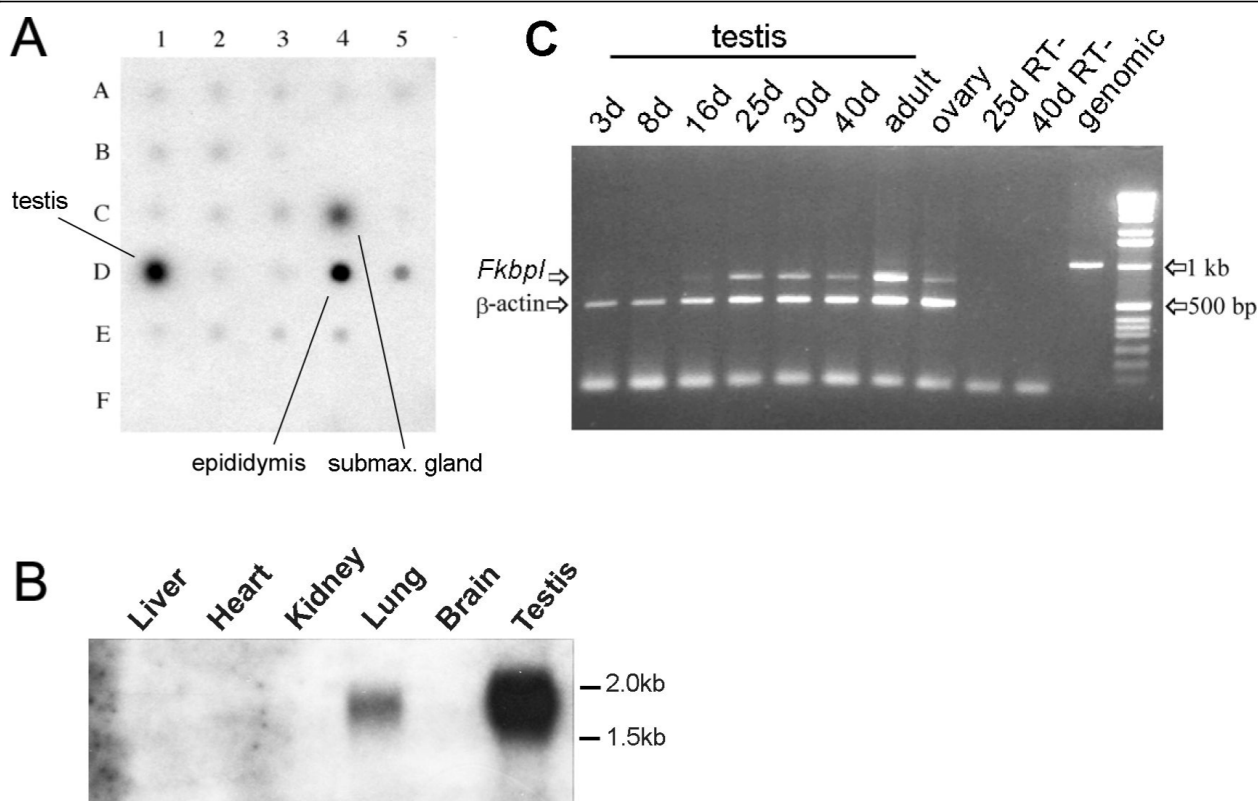 A
1 2 3 4 5
A
B
C
D
E
F
testis
epididymis
submax. gland
C
testis
3d 8d 16d 25d 30d 40d adult ovary 25d RT- 40d RT- genomic
Fkbpl
β-actin
1 kb
500 bp
B
Liver Heart Kidney Lung Brain Testis
2.0kb
1.5kb